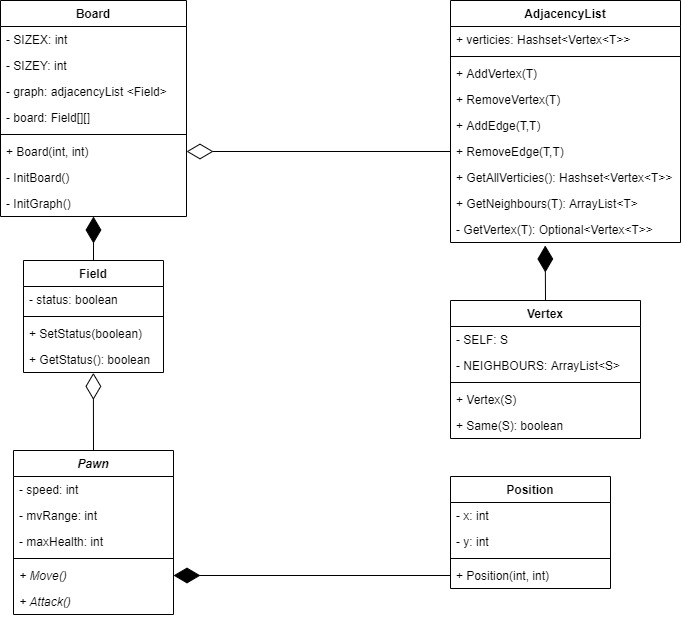 Board
- SIZEX: int
- SIZEY: int
- graph: adjacencyList <Field>
- board: Field[][]
+ Board(int, int)
- InitBoard()
- InitGraph()
AdjacencyList
+ verticies: Hashset<Vertex<T>>
+ AddVertex(T)
+ RemoveVertex(T)
+ AddEdge(T,T)
+ RemoveEdge(T,T)
+ GetAllVerticies(): Hashset<Vertex<T>>
+ GetNeighbours(T): ArrayList<T>
- GetVertex(T): Optional<Vertex<T>>
Field
- status: boolean
+ SetStatus(boolean)
+ GetStatus(): boolean
Vertex
- SELF: S
- NEIGHBOURS: ArrayList<S>
+ Vertex(S)
+ Same(S): boolean
Pawn
- speed: int
- mvRange: int
- maxHealth: int
+ Move()
+ Attack()
Position
- x: int
- y: int
+ Position(int, int)